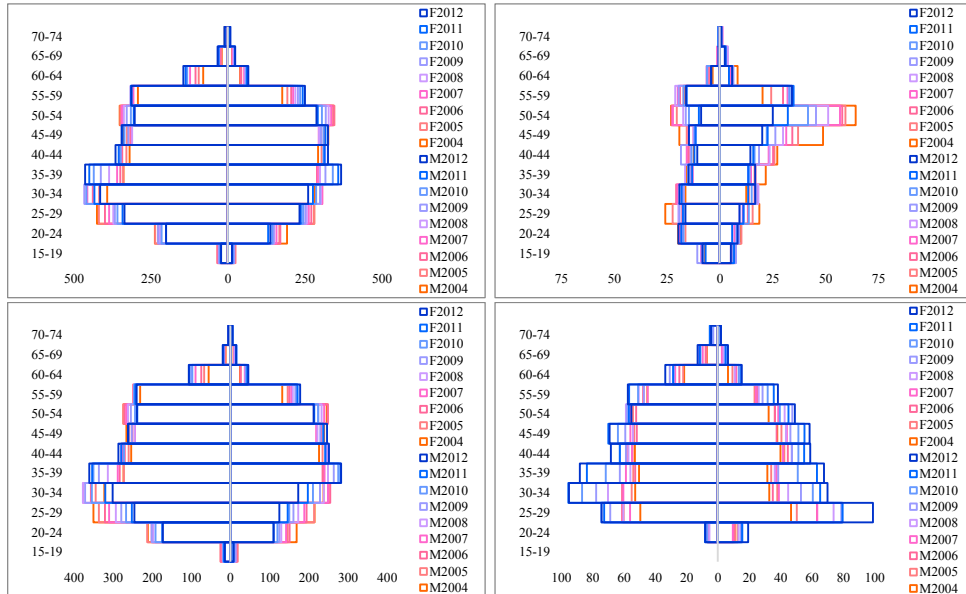 70-74
65-69
60-64
55-59
50-54
45-49
40-44
35-39
30-34
25-29
20-24
15-19
500 250 0 250 500
F2012
F2011
F2010
F2009
F2008
F2007
F2006
F2005
F2004
M2012
M2011
M2010
M2009
M2008
M2007
M2006
M2005
M2004
70-74
65-69
60-64
55-59
50-54
45-49
40-44
35-39
30-34
25-29
20-24
15-19
75 50 25 0 25 50 75
F2012
F2011
F2010
F2009
F2008
F2007
F2006
F2005
F2004
M2012
M2011
M2010
M2009
M2008
M2007
M2006
M2005
M2004
70-74
65-69
60-64
55-59
50-54
45-49
40-44
35-39
30-34
25-29
20-24
15-19
400 300 200 100 0 100 200 300 400
F2012
F2011
F2010
F2009
F2008
F2007
F2006
F2005
F2004
M2012
M2011
M2010
M2009
M2008
M2007
M2006
M2005
M2004
70-74
65-69
60-64
55-59
50-54
45-49
40-44
35-39
30-34
25-29
20-24
15-19
100 80 60 40 20 0 20 40 60 80 100
F2012
F2011
F2010
F2009
F2008
F2007
F2006
F2005
F2004
M2012
M2011
M2010
M2009
M2008
M2007
M2006
M2005
M2004